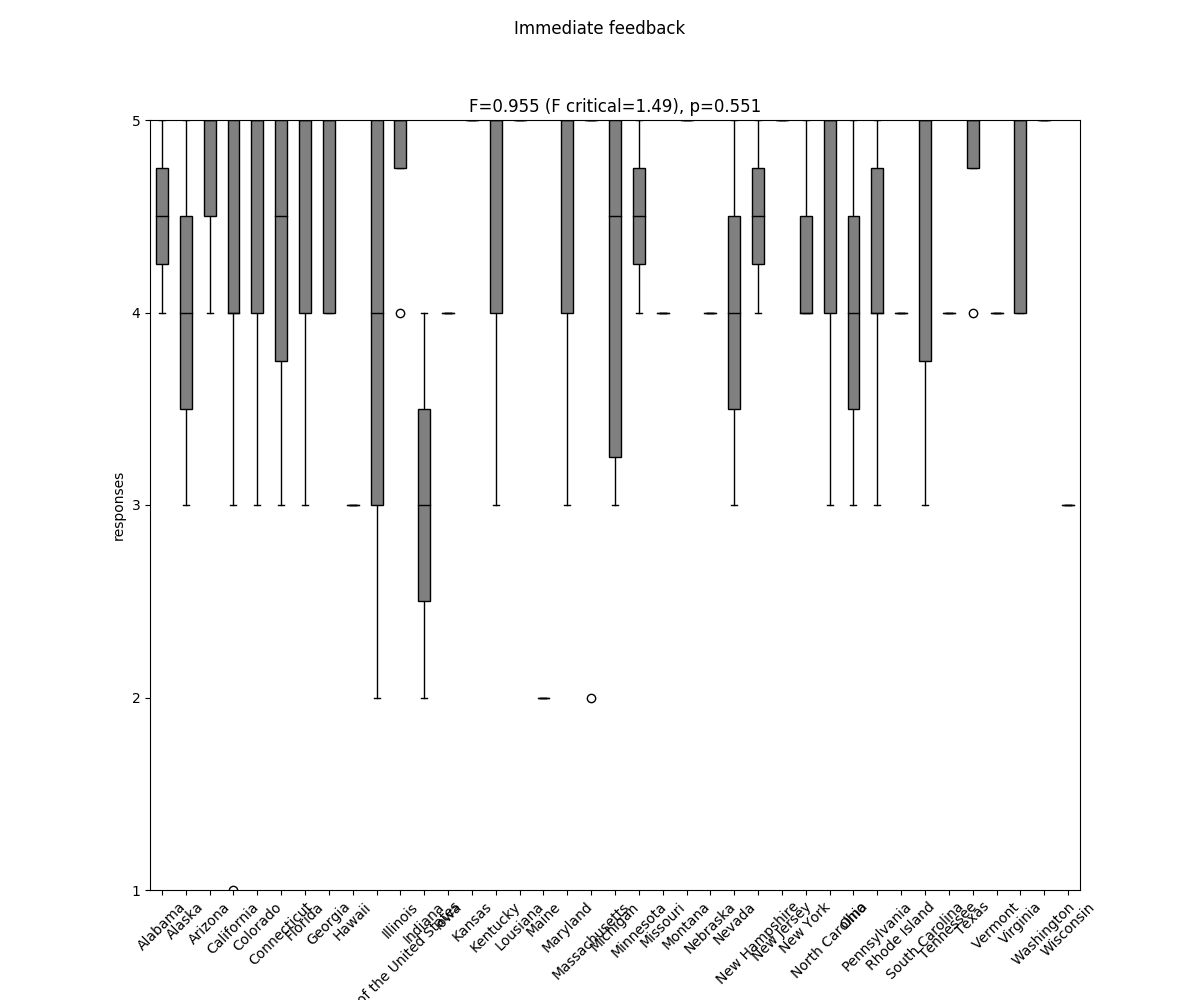 Immediate feedback
F=0.955 (F critical=1.49), p=0.551
responses
5
4
3
2
1
Alabama
Alaska
Arizona
California
Colorado
Connecticut
Florida
Georgia
Hawaii
of the United States
Illinois
Indiana
Iowa
Kansas
Kentucky
Lousiana
Maine
Maryland
Massachusetts
Michigan
Minnesota
Missouri
Montana
Nebraska
Nevada
New Hampshire
New Jersey
New York
North Carolina
Ohio
Pennsylvania
Rhode Island
South Carolina
Tennessee
Texas
Vermont
Virginia
Washington
Wisconsin